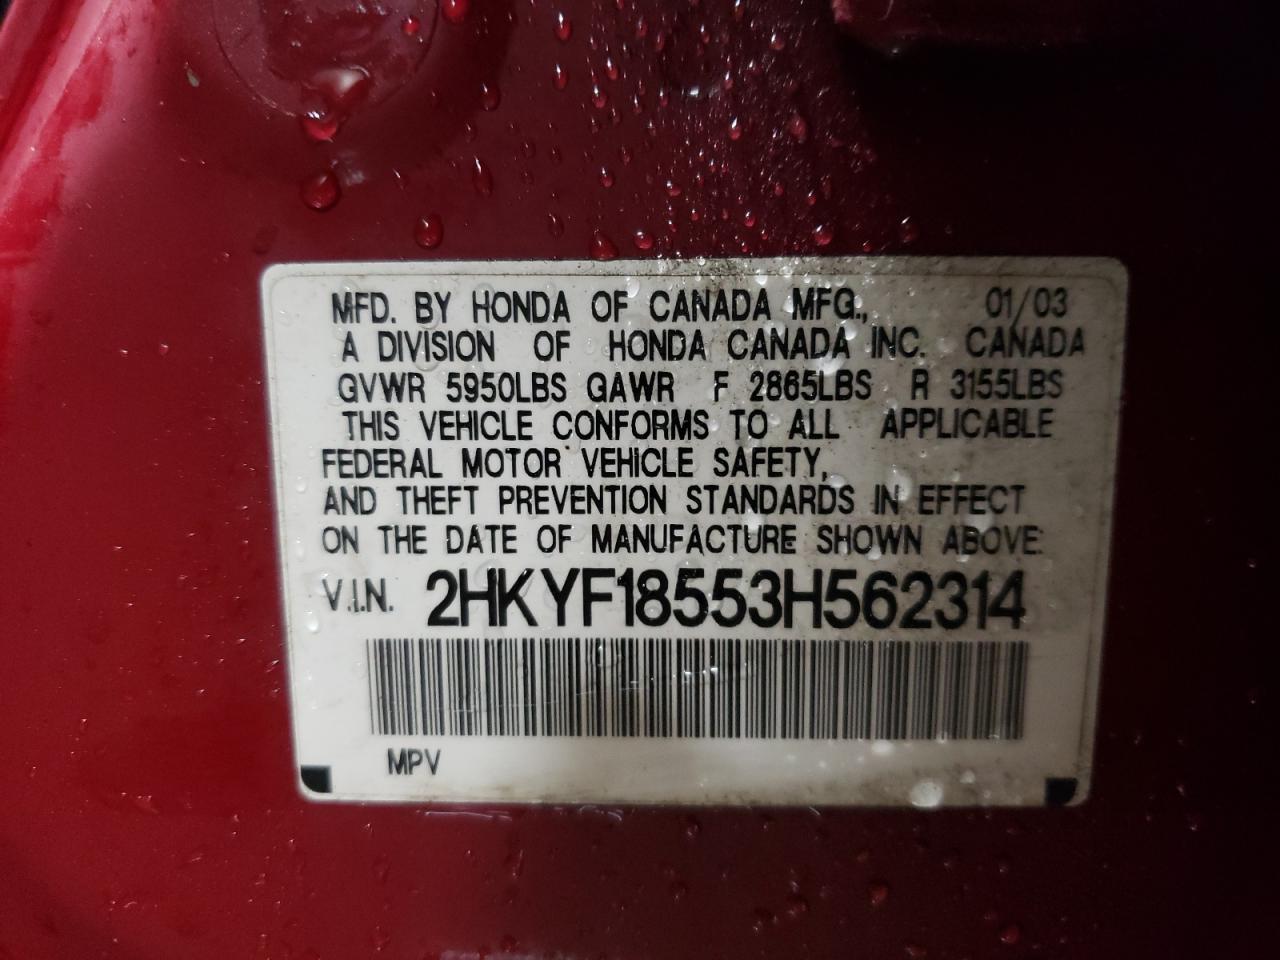 MFD. BY HONDA OF CANADA MFG., 01/03
A DIVISION OF HONDA CANADA INC. CANADA
GVWR 5950LBS GAWR F 2865LBS R 3155LBS
THIS VEHICLE CONFORMS TO ALL APPLICABLE
FEDERAL MOTOR VEHICLE SAFETY,
AND THEFT PREVENTION STANDARDS IN EFFECT
ON THE DATE OF MANUFACTURE SHOWN ABOVE.
V.I.N. 2HKYF18553H562314
MPV